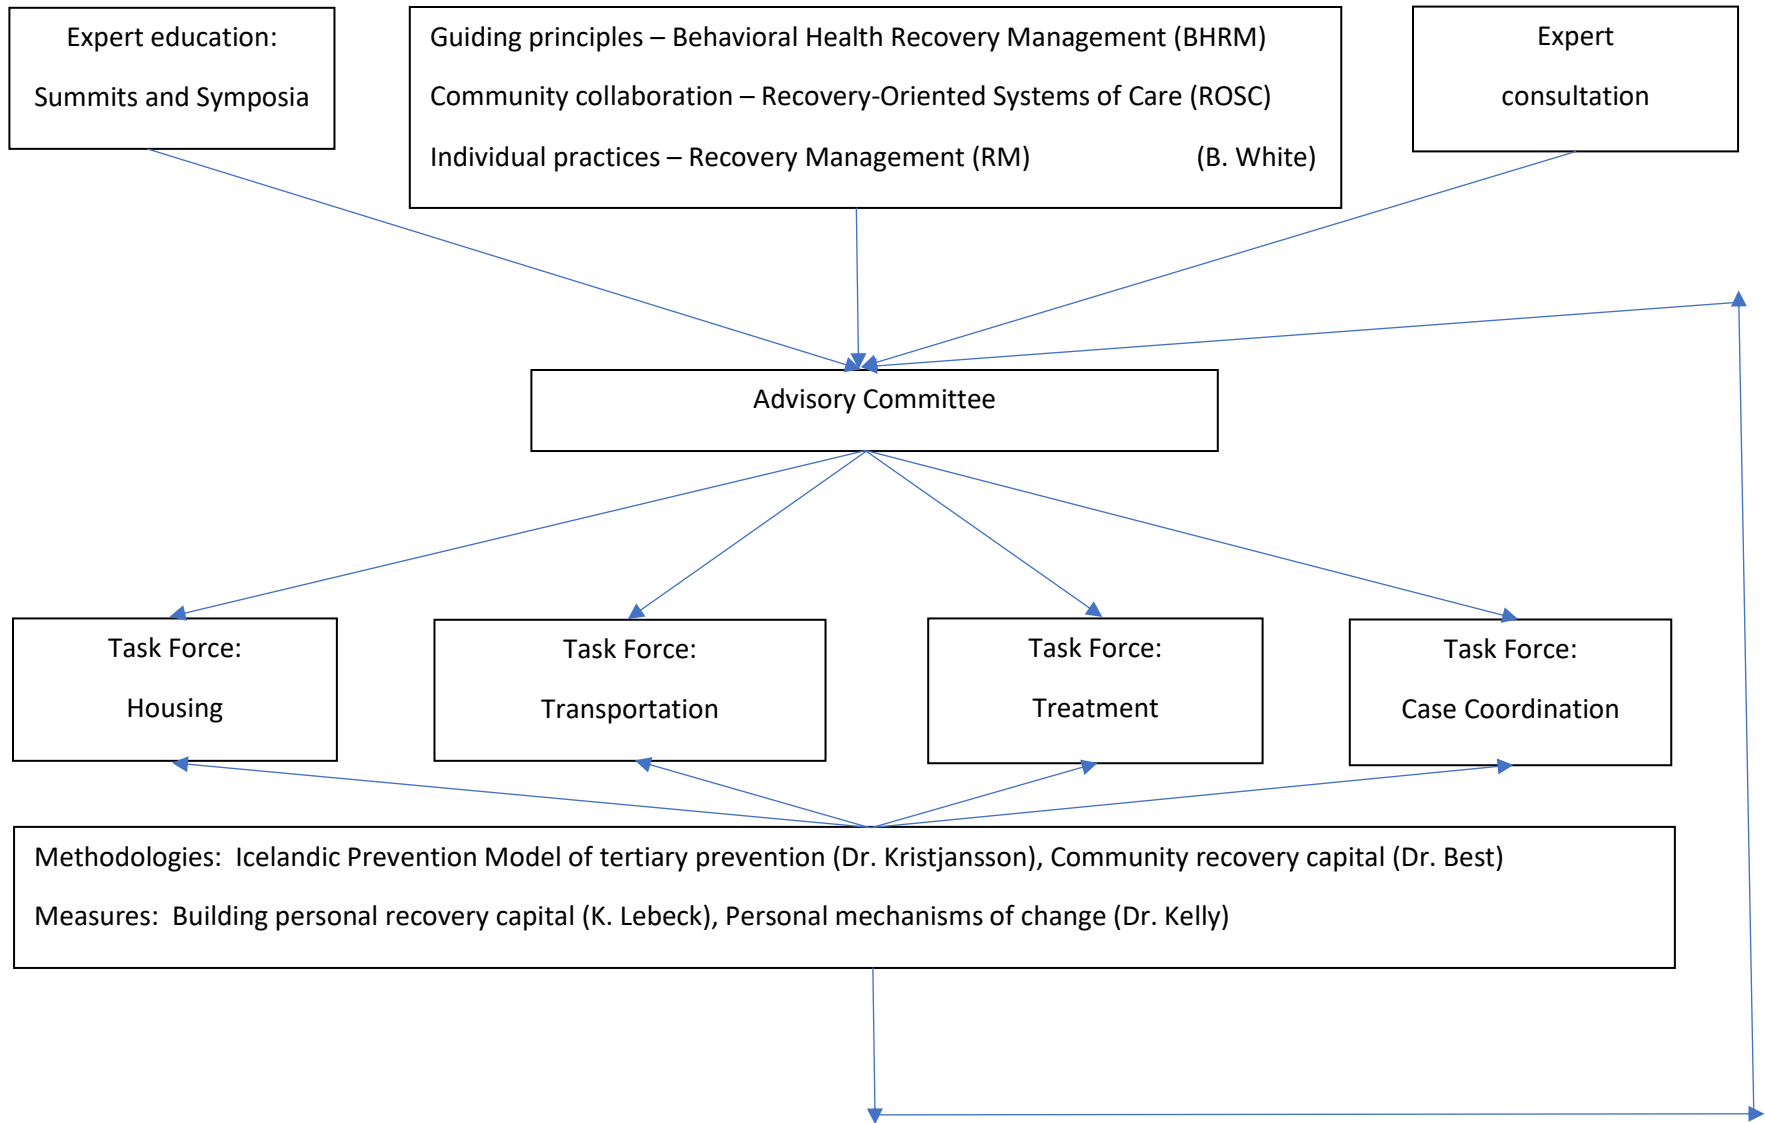 Expert education:
Summits and Symposia
Guiding principles – Behavioral Health Recovery Management (BHRM)
Community collaboration – Recovery-Oriented Systems of Care (ROSC)
Individual practices – Recovery Management (RM) (B. White)
Expert
consultation
Advisory Committee
Task Force:
Housing
Task Force:
Transportation
Task Force:
Treatment
Task Force:
Case Coordination
Methodologies:  Icelandic Prevention Model of tertiary prevention (Dr. Kristjansson), Community recovery capital (Dr. Best)
Measures:  Building personal recovery capital (K. Lebeck), Personal mechanisms of change (Dr. Kelly)